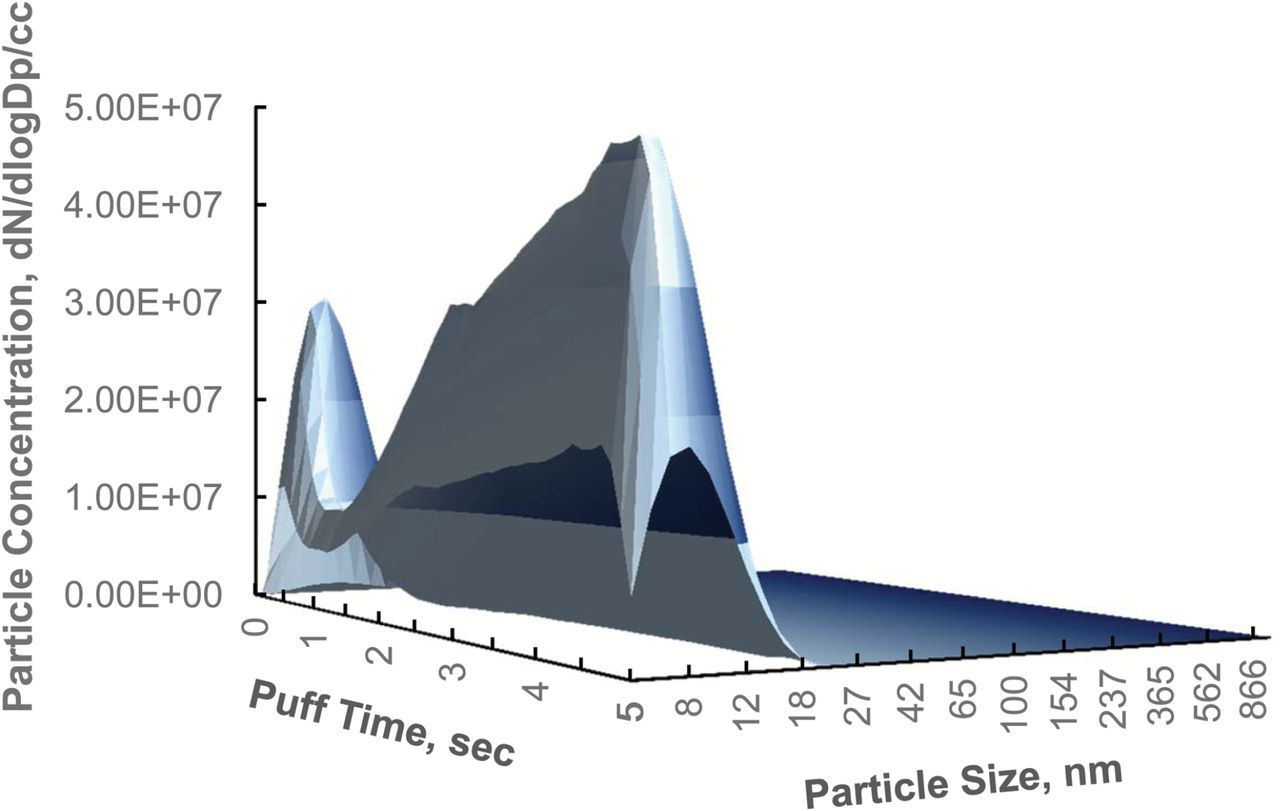 Particle Concentration, dN/dlogDp/cc
5.00E+07
4.00E+07
3.00E+07
2.00E+07
1.00E+07
0.00E+00
0
1
2
3
4
Puff Time, sec
5
8
12
18
27
42
65
100
154
237
365
562
866
Particle Size, nm